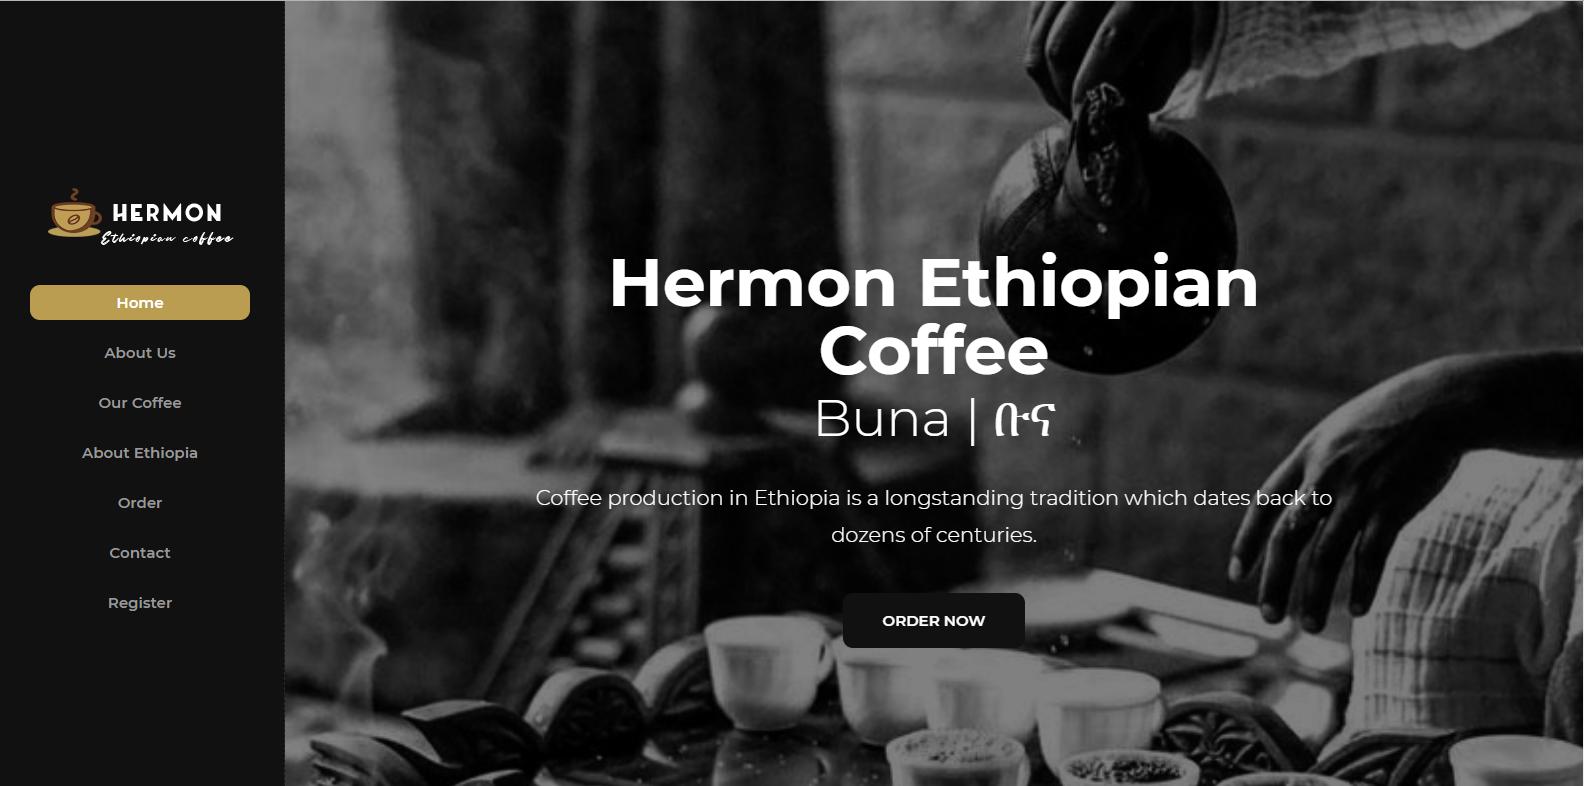 HERMON
Ethiopian coffee
Home
About Us
Our Coffee
About Ethiopia
Order
Contact
Register
Hermon Ethiopian
Coffee
Buna | ቡና
Coffee production in Ethiopia is a longstanding tradition which dates back to
dozens of centuries.
ORDER NOW